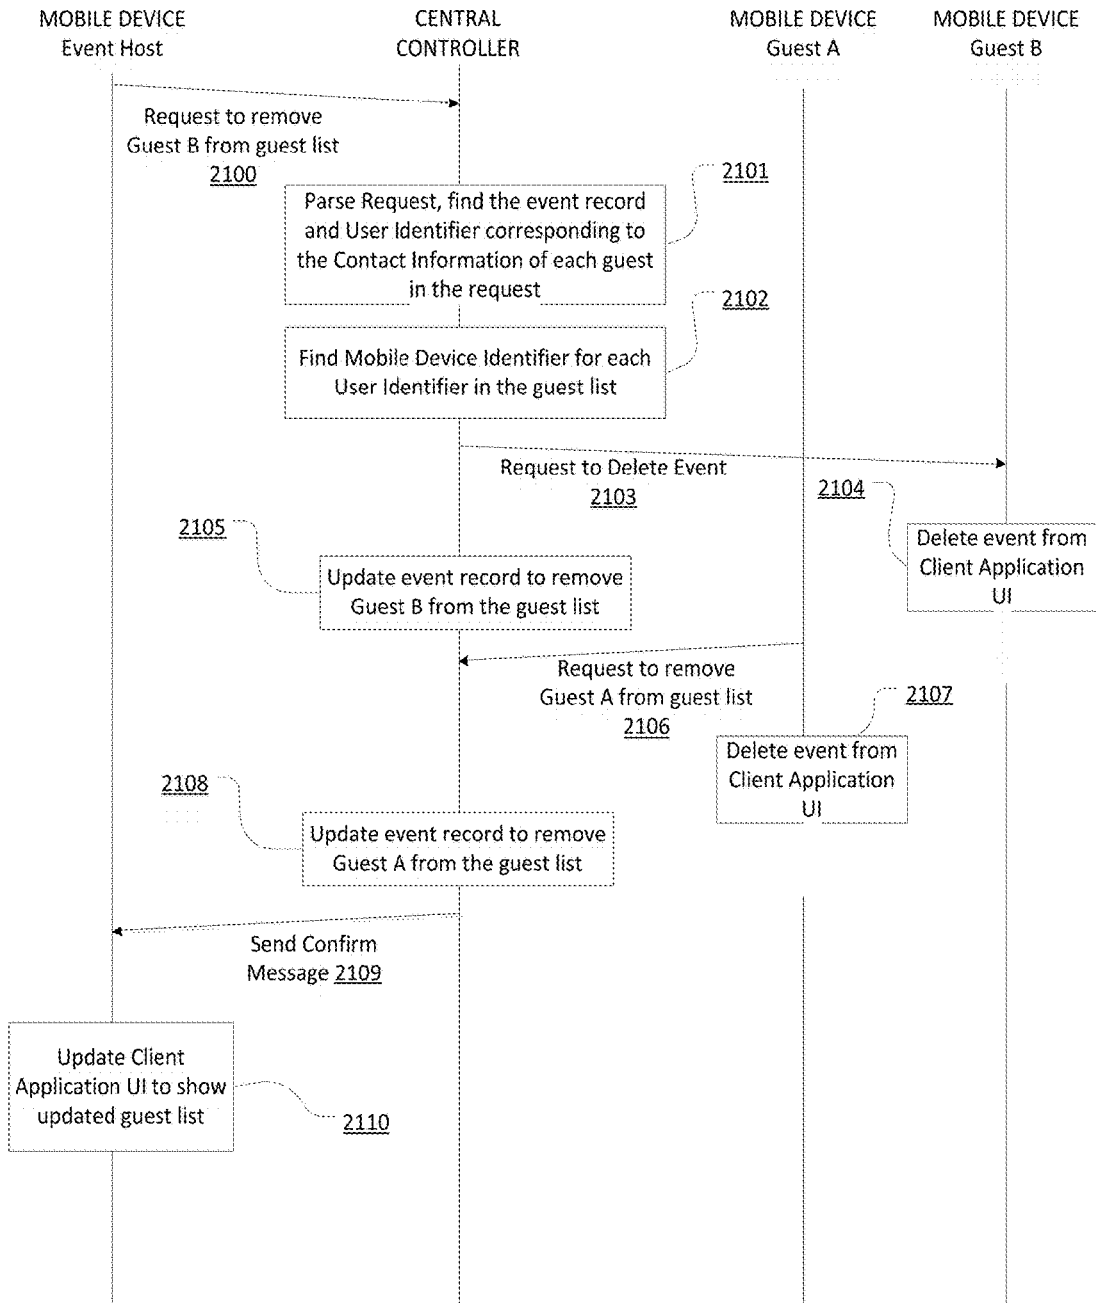 MOBILE DEVICE
Event Host
CENTRAL
CONTROLLER
MOBILE DEVICE
Guest A
MOBILE DEVICE
Guest B
Request to remove
Guest B from guest list
2100
2101
Parse Request, find the event record
and User Identifier corresponding to
the Contact Information of each guest
in the request
2102
Find Mobile Device Identifier for each
User Identifier in the guest list
Request to Delete Event
2103
2104
Delete event from
Client Application
UI
2105
Update event record to remove
Guest B from the guest list
Request to remove
Guest A from guest list
2106
2107
Delete event from
Client Application
UI
2108
Update event record to remove
Guest A from the guest list
Send Confirm
Message 2109
Update Client
Application UI to show
updated guest list
2110